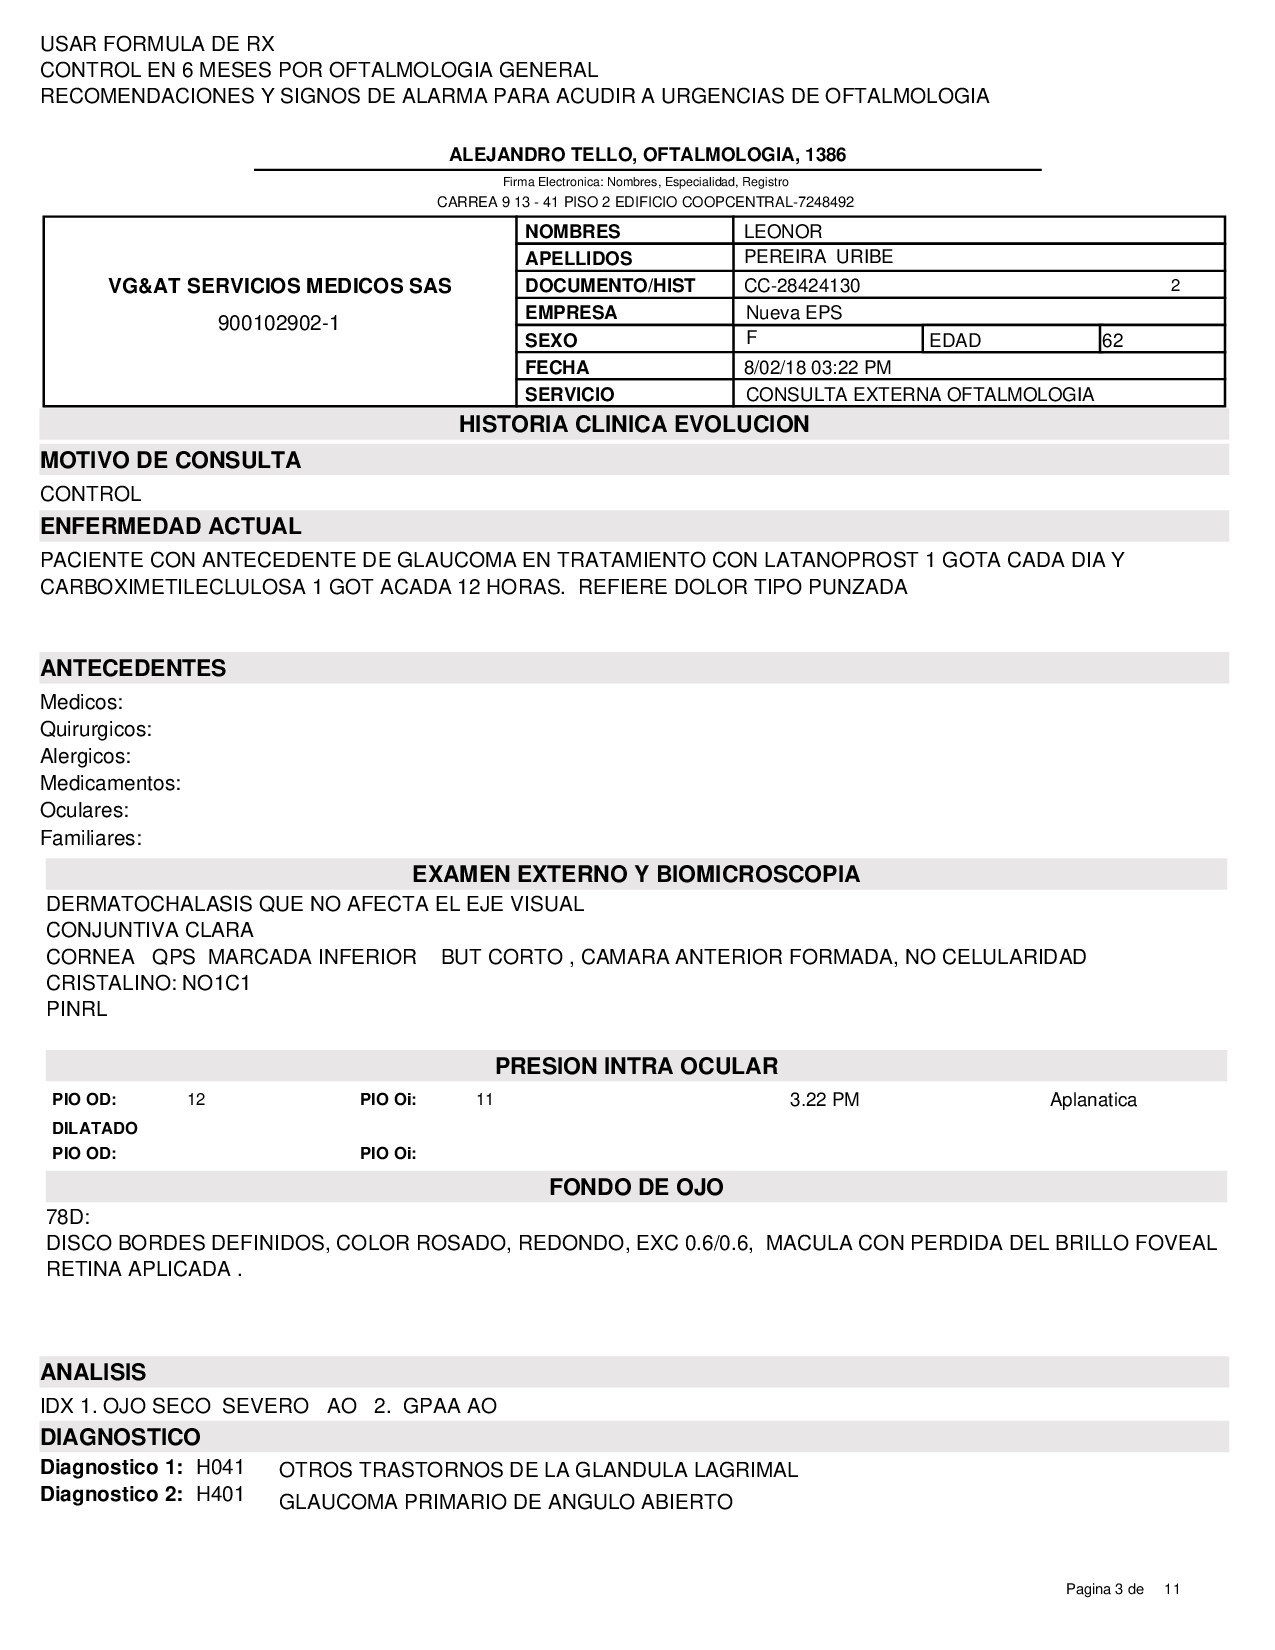 USAR FORMULA DE RX
CONTROL EN 6 MESES POR OFTALMOLOGIA GENERAL
RECOMENDACIONES Y SIGNOS DE ALARMA PARA ACUDIR A URGENCIAS DE OFTALMOLOGIA
ALEJANDRO TELLO, OFTALMOLOGIA, 1386
Firma Electronica: Nombres, Especialidad, Registro
CARREA 9 13 - 41 PISO 2 EDIFICIO COOPCENTRAL-7248492
VG&AT SERVICIOS MEDICOS SAS
900102902-1
NOMBRES LEONOR
APELLIDOS PEREIRA URIBE
DOCUMENTO/HIST CC-28424130 2
EMPRESA Nueva EPS
SEXO F EDAD 62
FECHA 8/02/18 03:22 PM
SERVICIO CONSULTA EXTERNA OFTALMOLOGIA
HISTORIA CLINICA EVOLUCION
MOTIVO DE CONSULTA
CONTROL
ENFERMEDAD ACTUAL
PACIENTE CON ANTECEDENTE DE GLAUCOMA EN TRATAMIENTO CON LATANOPROST 1 GOTA CADA DIA Y
CARBOXIMETILECLULOSA 1 GOT ACADA 12 HORAS. REFIERE DOLOR TIPO PUNZADA
ANTECEDENTES
Medicos:
Quirurgicos:
Alergicos:
Medicamentos:
Oculares:
Familiares:
EXAMEN EXTERNO Y BIOMICROSCOPIA
DERMATOCHALASIS QUE NO AFECTA EL EJE VISUAL
CONJUNTIVA CLARA
CORNEA QPS MARCADA INFERIOR BUT CORTO , CAMARA ANTERIOR FORMADA, NO CELULARIDAD
CRISTALINO: NO1C1
PINRL
PRESION INTRA OCULAR
PIO OD: 12 PIO Oi: 11 3.22 PM Aplanatica
DILATADO
PIO OD: PIO Oi:
FONDO DE OJO
78D:
DISCO BORDES DEFINIDOS, COLOR ROSADO, REDONDO, EXC 0.6/0.6, MACULA CON PERDIDA DEL BRILLO FOVEAL
RETINA APLICADA .
ANALISIS
IDX 1. OJO SECO SEVERO AO 2. GPAA AO
DIAGNOSTICO
Diagnostico 1: H041 OTROS TRASTORNOS DE LA GLANDULA LAGRIMAL
Diagnostico 2: H401 GLAUCOMA PRIMARIO DE ANGULO ABIERTO
Pagina 3 de 11